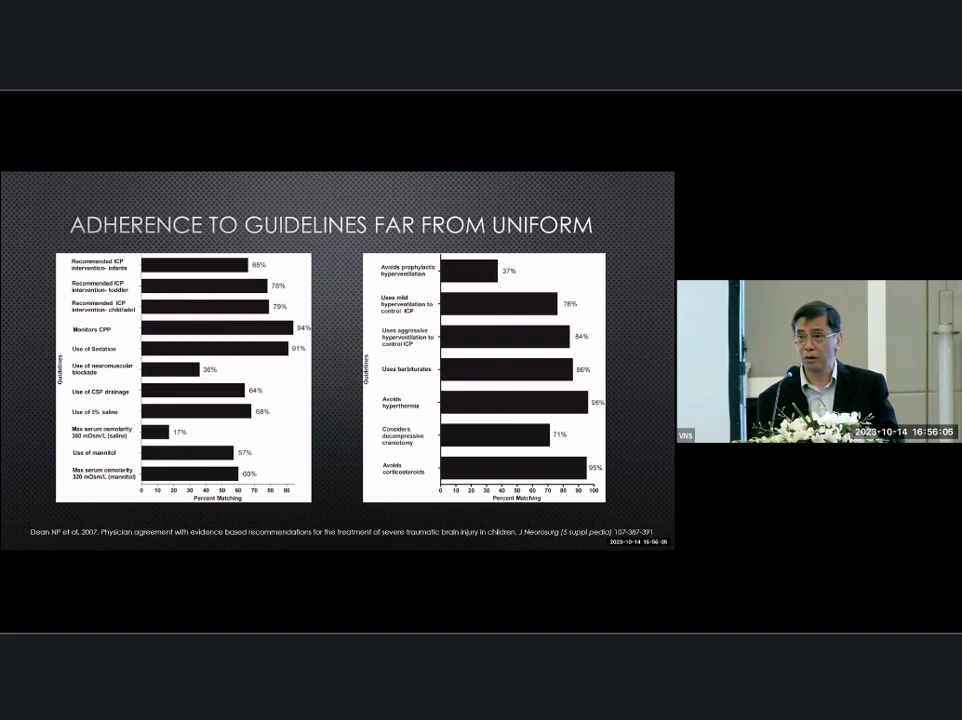 ADHERENCE TO GUIDELINES FAR FROM UNIFORM
Guidelines
Recommended ICP
intervention- infants
66%
Recommended ICP
intervention- toddler
78%
Recommended ICP
intervention- child/adol
79%
Monitors CPP
94%
Use of Sedation
91%
Use of neuromuscular
blockade
36%
Use of CSF drainage
64%
Use of 3% saline
68%
Max serum osmolarity
360 mOsm/L (saline)
17%
Use of mannitol
57%
Max serum osmolarity
320 mOsm/L (mannitol)
60%
0 10 20 30 40 50 60 70 80 90
Percent Matching
Guidelines
Avoids prophylactic
hyperventilation
37%
Uses mild
hyperventilation to
control ICP
76%
Uses aggressive
hyperventilation to
control ICP
84%
Uses barbiturates
86%
Avoids
hyperthermia
96%
Considers
decompressive
craniotomy
71%
Avoids
corticosteroids
95%
0 10 20 30 40 50 60 70 80 90 100
Percent Matching
Dean NP et al, 2007. Physician agreement with evidence based recommendations for the treatment of severe traumatic brain injury in children. J Neurosurg (5 suppl pedia) 107-387-391
2023-10-14 16:56:05
VNS
2023-10-14 16:56:05